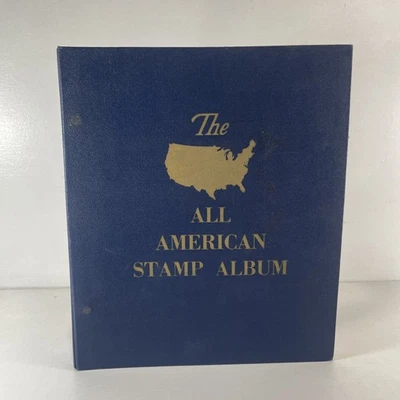 The
ALL
AMERICAN
STAMP ALBUM